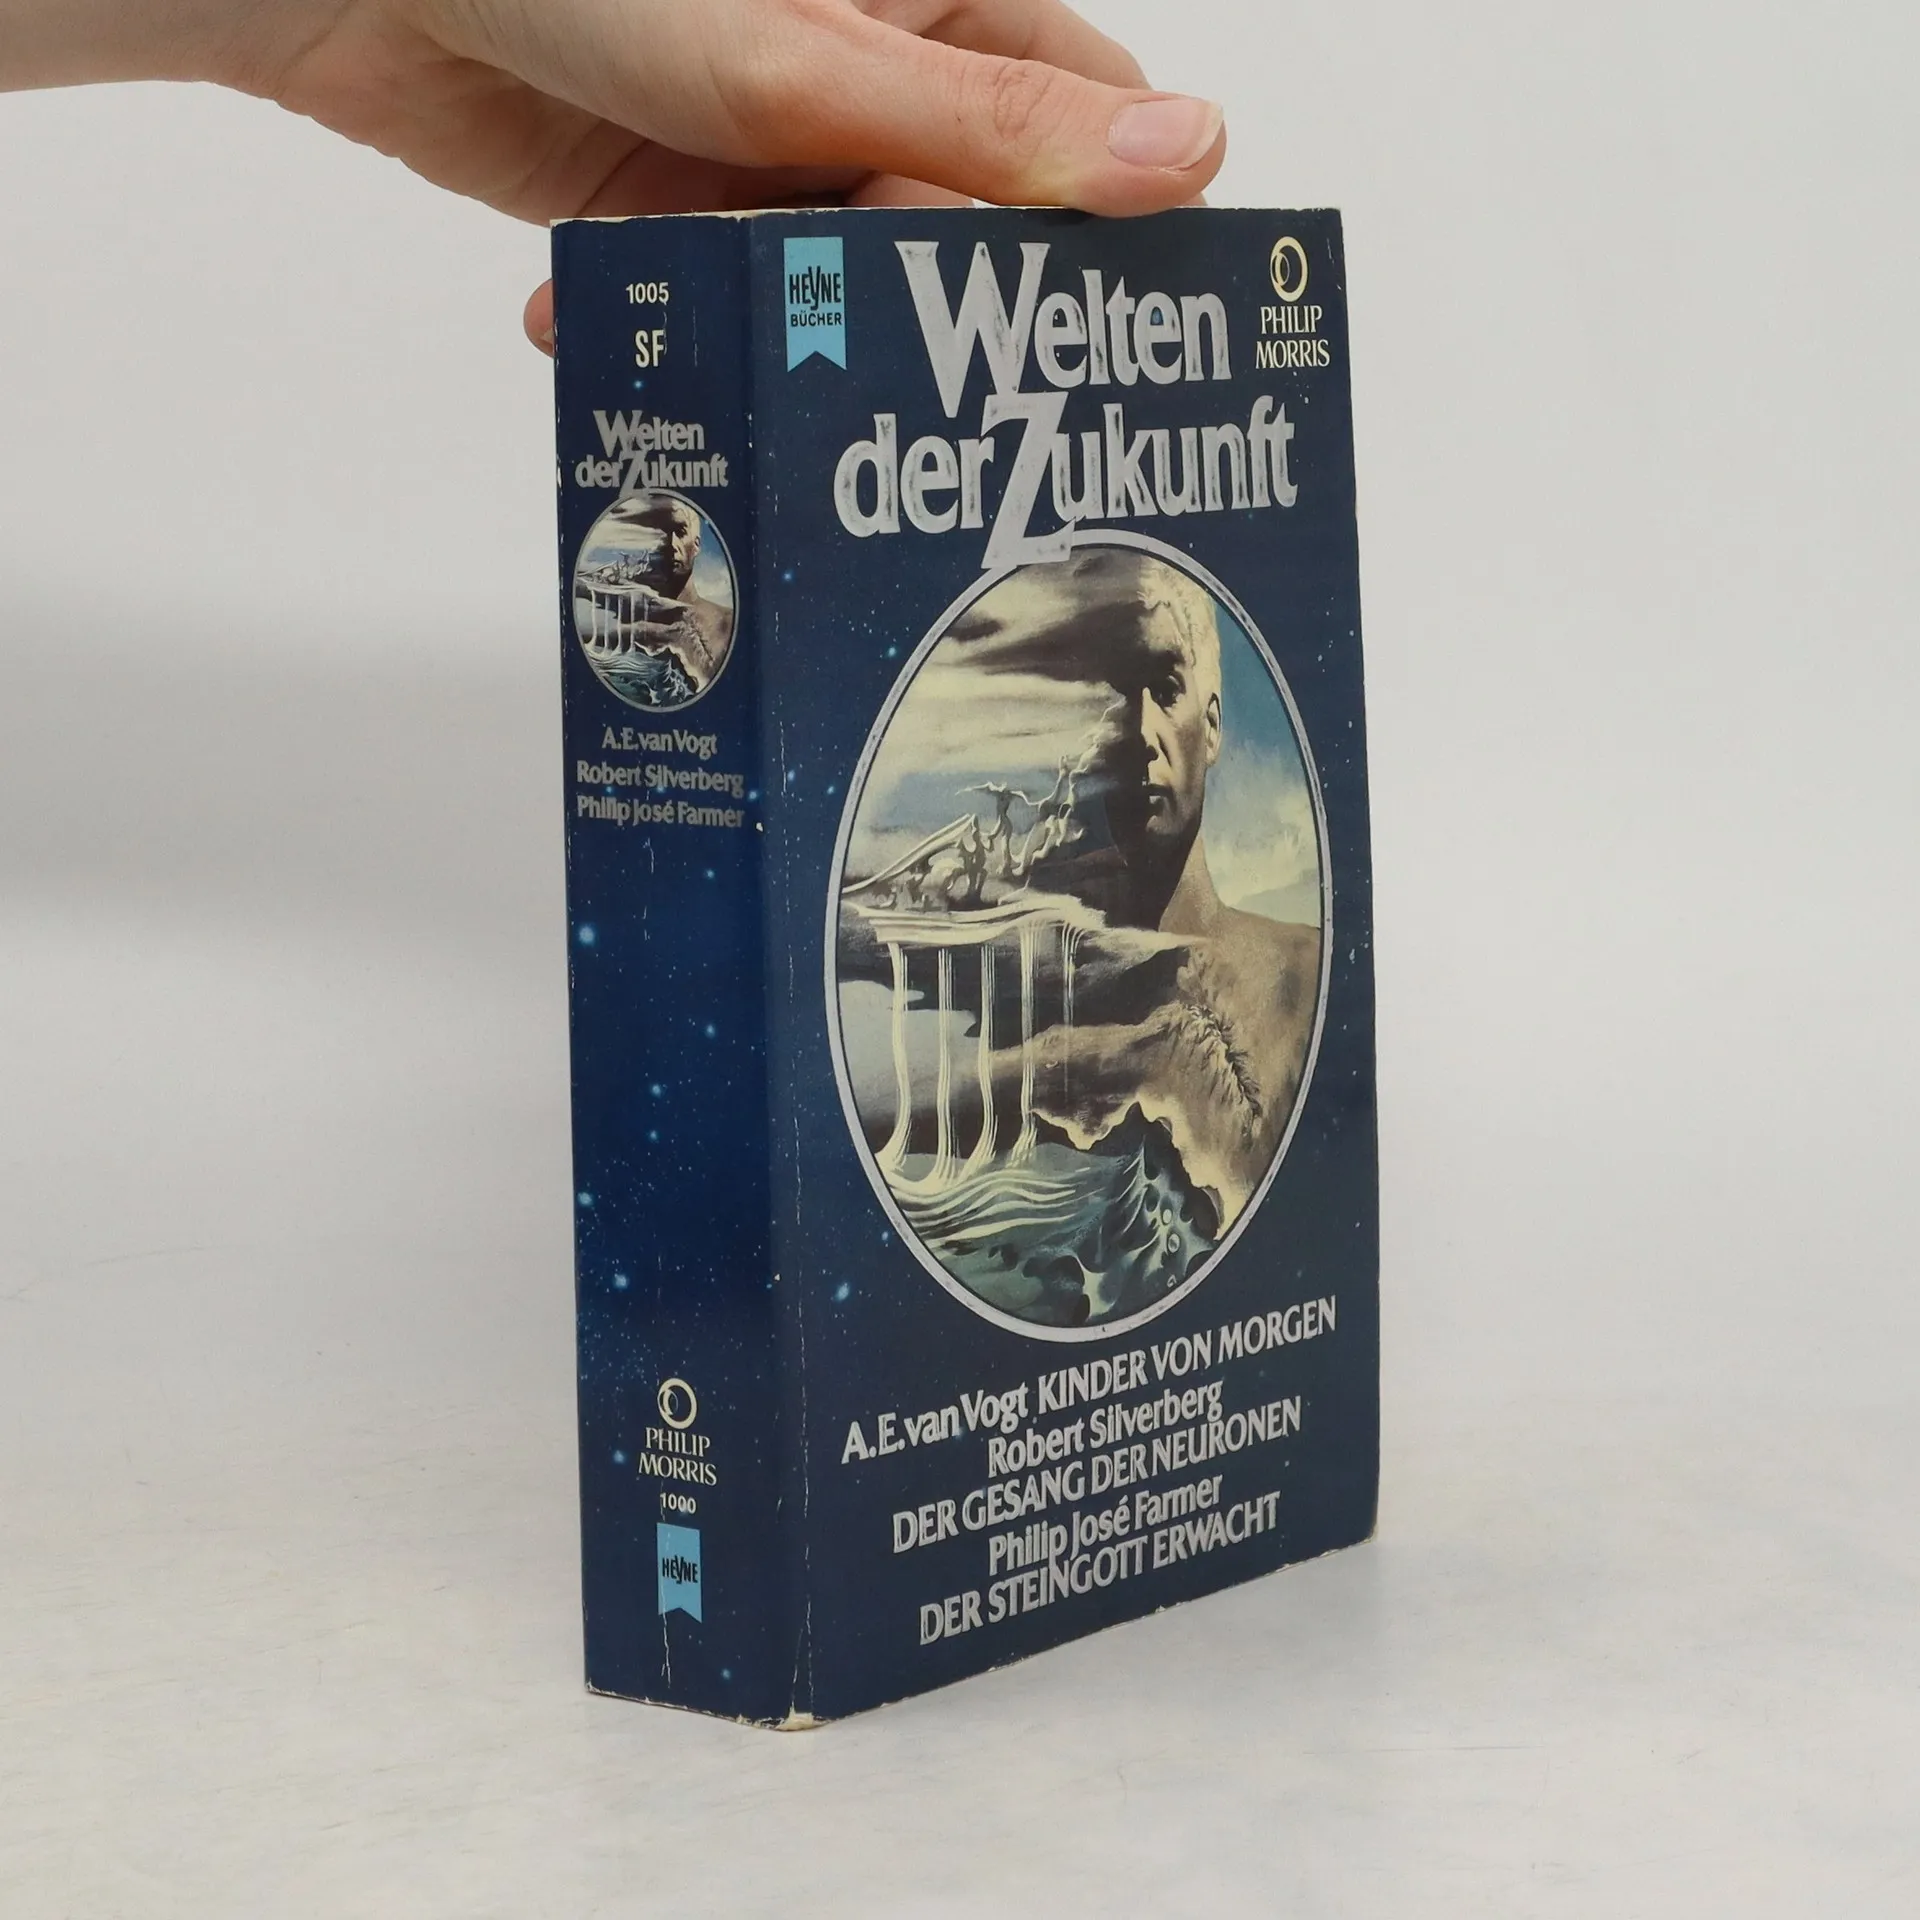 1005
SF
Welten
der Zukunft
A.E. van Vogt
Robert Silverberg
Philip José Farmer
PHILIP
MORRIS
1000
HEYNE
HEYNE
BÜCHER
Welten
der Zukunft
PHILIP
MORRIS
A.E. van Vogt KINDER VON MORGEN
Robert Silverberg
DER GESANG DER NEURONEN
Philip José Farmer
DER STEINGOTT ERWACHT